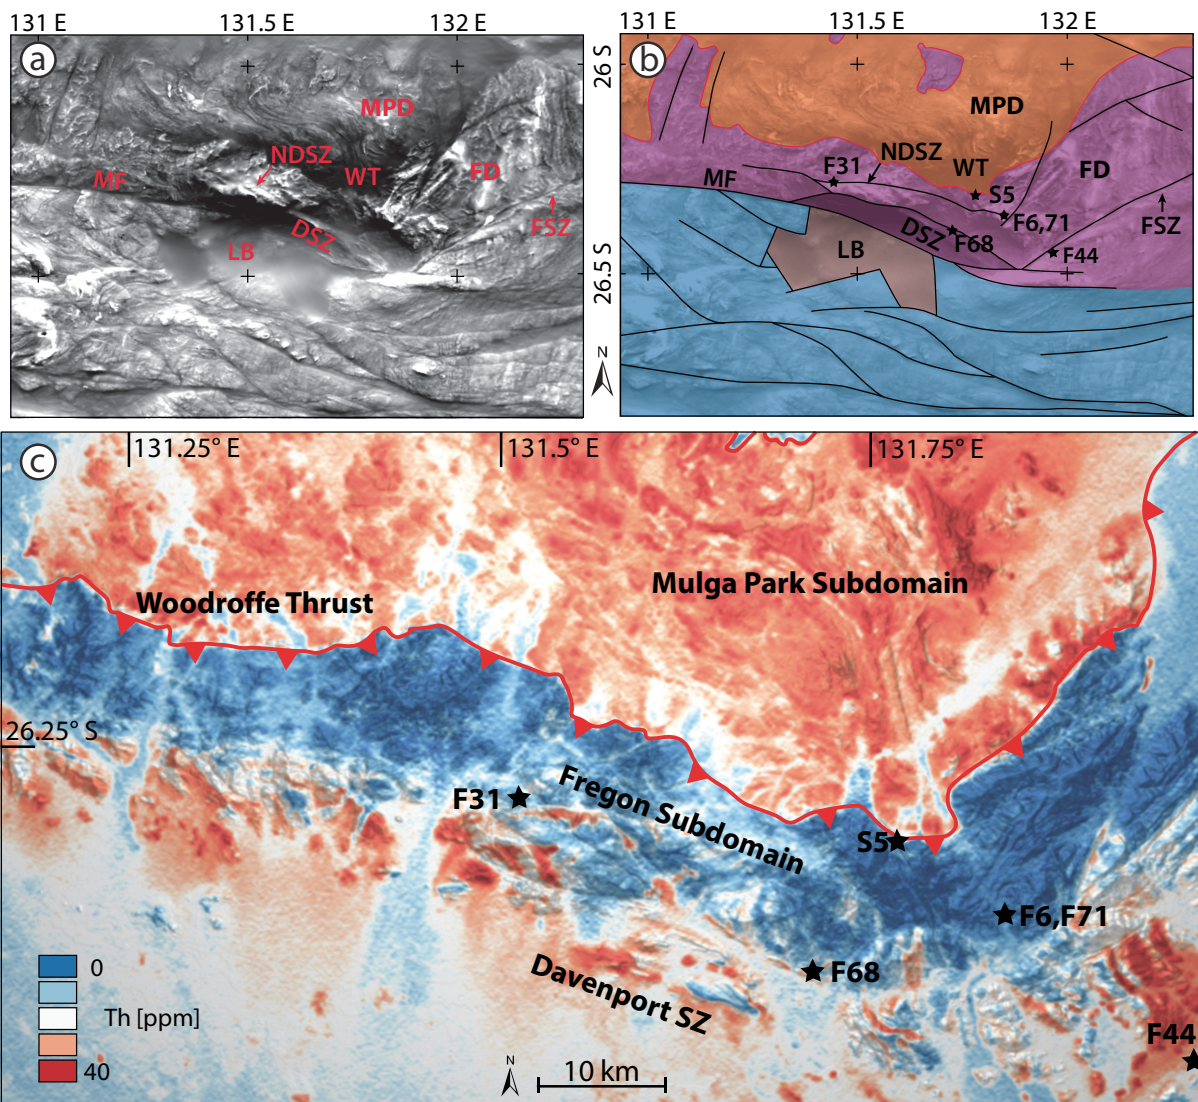 131 E
131.5 E
132 E
a
MPD
NDSZ
MF
WT
FD
DSZ
FSZ
LB
131 E
131.5 E
132 E
26 S
26.5 S
N
b
MPD
NDSZ
F31
WT
FD
MF
S5
F6,71
FSZ
DSZ
F68
LB
F44
c
131.25° E
131.5° E
131.75° E
Woodroffe Thrust
Mulga Park Subdomain
26.25° S
F31
Fregon Subdomain
S5
F6,F71
F68
Davenport SZ
F44
0
Th [ppm]
40
N
10 km